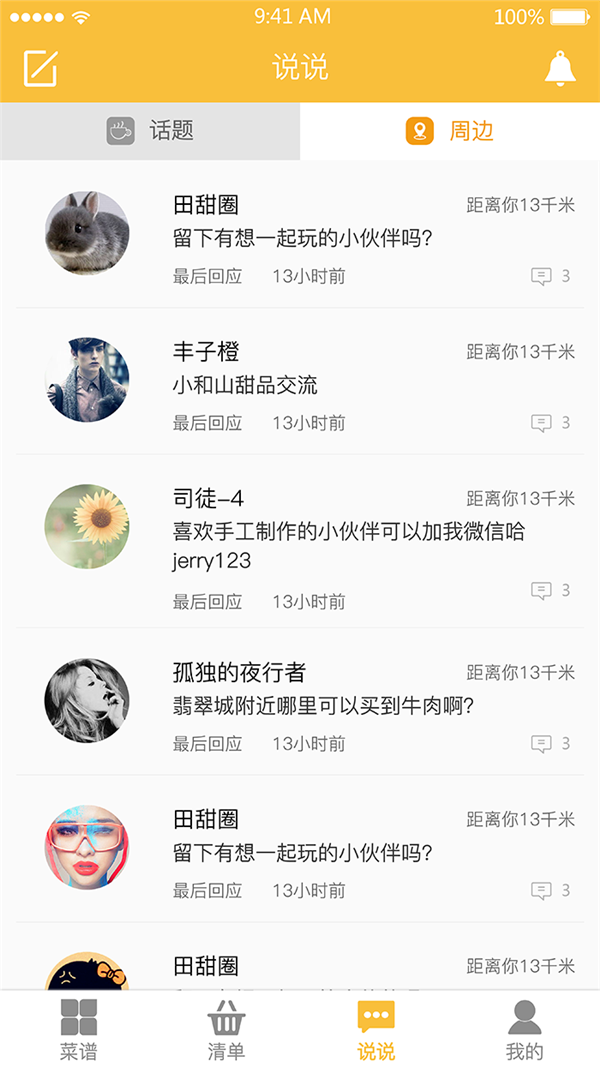 9:41 AM
100%
说说
话题
周边
田甜圈
距离你13千米
留下有想一起玩的小伙伴吗?
最后回应
13小时前
3
丰子橙
距离你13千米
小和山甜品交流
最后回应
13小时前
3
司徒-4
距离你13千米
喜欢手工制作的小伙伴可以加我微信哈
jerry123
最后回应
13小时前
3
孤独的夜行者
距离你13千米
翡翠城附近哪里可以买到牛肉啊?
最后回应
13小时前
3
田甜圈
距离你13千米
留下有想一起玩的小伙伴吗?
最后回应
13小时前
3
田甜圈
距离你13千米
菜谱
清单
说说
我的